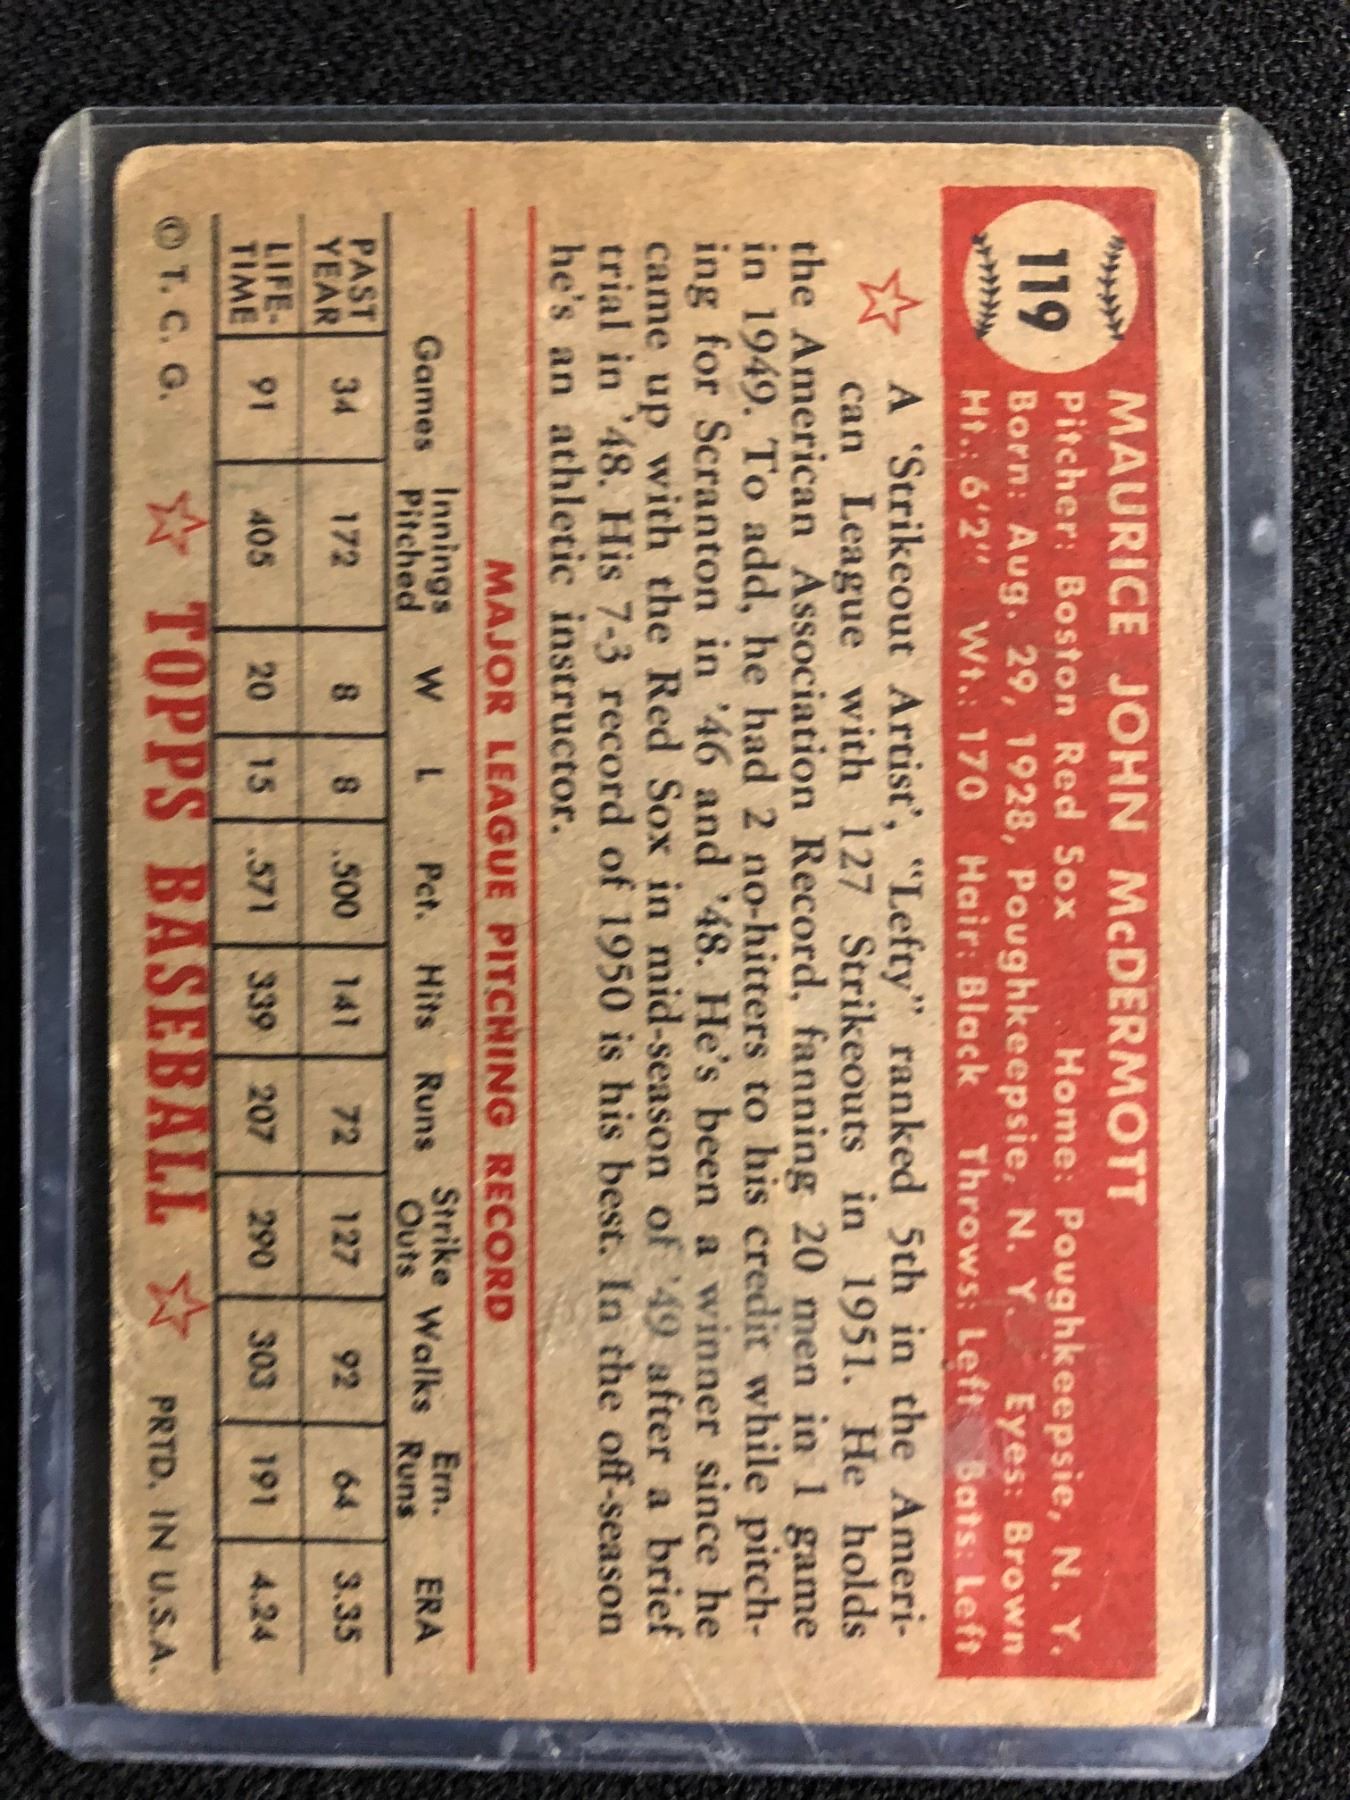 119
MAURICE JOHN McDERMOTT
Pitcher: Boston Red Sox Home: Poughkeepsie, N. Y.
Born: Aug. 29, 1928, Poughkeepsie, N. Y. Eyes: Brown
Ht.: 6'2" Wt.: 170 Hair: Black Throws: Left Bats: Left
A 'Strikeout Artist', "Lefty" ranked 5th in the Ameri-
can League with 127 Strikeouts in 1951. He holds
the American Association Record, fanning 20 men in 1 game
in 1949. To add, he had 2 no-hitters to his credit while pitch-
ing for Scranton in '46 and '48. He's been a winner since he
came up with the Red Sox in mid-season of '49 after a brief
trial in '48. His 7-3 record of 1950 is his best. In the off-season
he's an athletic instructor.
MAJOR LEAGUE PITCHING RECORD
Games Innings Pitched W L Pct. Hits Runs Strike Outs Walks Ern. Runs ERA
PAST YEAR 34 172 8 8 .500 141 72 127 92 64 3.35
LIFE-TIME 91 405 20 15 .571 339 207 290 303 191 4.24
© T. C. G. TOPPS BASEBALL PRTD. IN U.S.A.